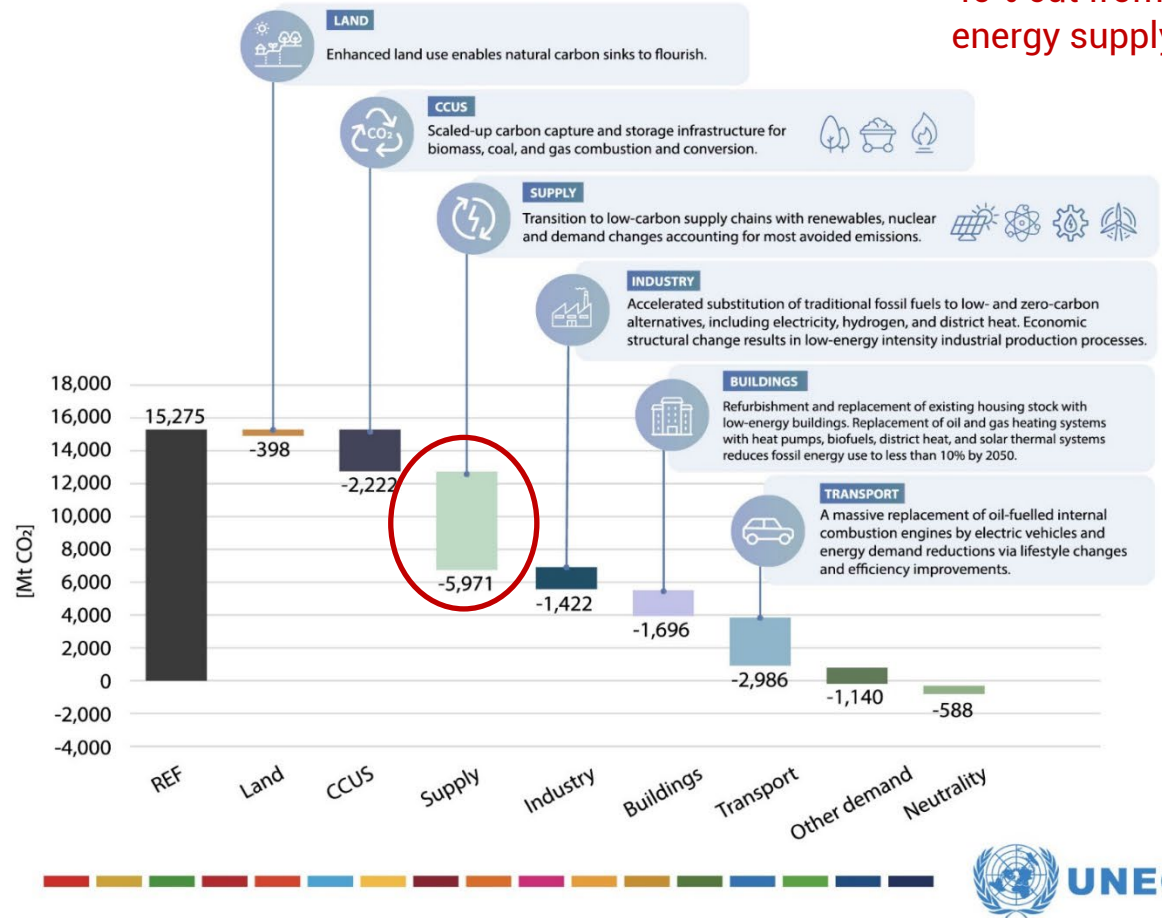 energy supply
LAND
Enhanced land use enables natural carbon sinks to flourish.
CCUS
CO₂
Scaled-up carbon capture and storage infrastructure for
biomass, coal, and gas combustion and conversion.
SUPPLY
Transition to low-carbon supply chains with renewables, nuclear
and demand changes accounting for most avoided emissions.
INDUSTRY
Accelerated substitution of traditional fossil fuels to low- and zero-carbon
alternatives, including electricity, hydrogen, and district heat. Economic
structural change results in low-energy intensity industrial production processes.
BUILDINGS
Refurbishment and replacement of existing housing stock with
low-energy buildings. Replacement of oil and gas heating systems
with heat pumps, biofuels, district heat, and solar thermal systems
reduces fossil energy use to less than 10% by 2050.
TRANSPORT
A massive replacement of oil-fuelled internal
combustion engines by electric vehicles and
energy demand reductions via lifestyle changes
and efficiency improvements.
[Mt CO₂]
18,000
16,000
14,000
12,000
10,000
8,000
6,000
4,000
2,000
0
-2,000
-4,000
15,275
-398
-2,222
-5,971
-1,422
-1,696
-2,986
-1,140
-588
REF
Land
CCUS
Supply
Industry
Buildings
Transport
Other demand
Neutrality
UNE